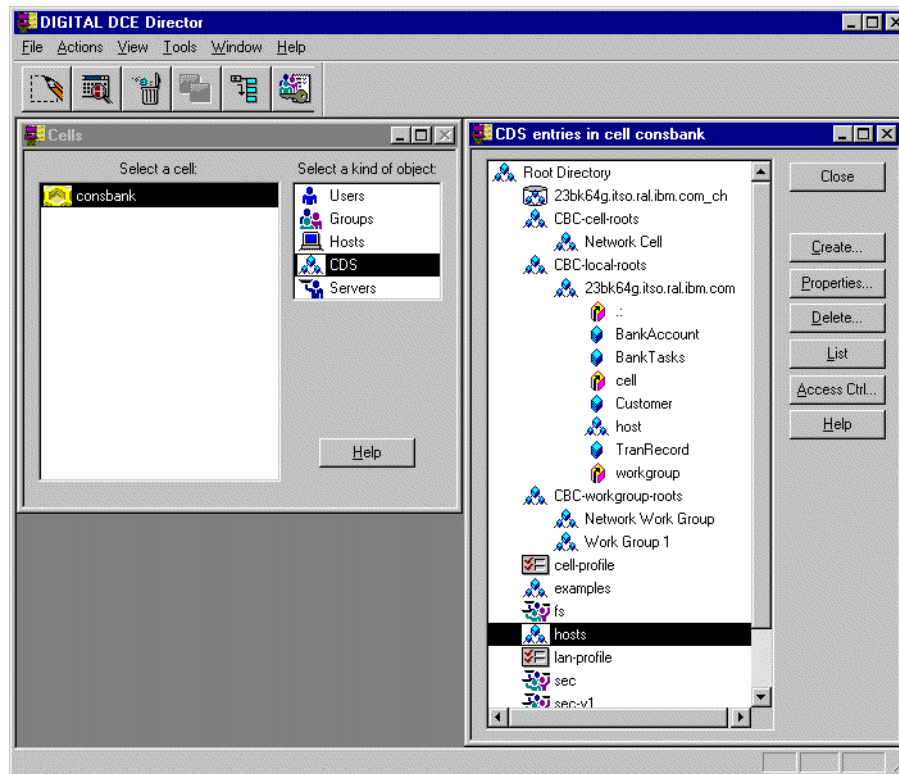 DIGITAL DCE Director
File Actions View Tools Window Help
Cells
Select a cell:
consbank
Select a kind of object:
Users
Groups
Hosts
CDS
Servers
Help
CDS entries in cell consbank
Root Directory
23bk64g.itso.ral.ibm.com_ch
CBC-cell-roots
Network Cell
CBC-local-roots
23bk64g.itso.ral.ibm.com
.:
BankAccount
BankTasks
cell
Customer
host
TranRecord
workgroup
CBC-workgroup-roots
Network Work Group
Work Group 1
cell-profile
examples
fs
hosts
lan-profile
sec
sec-v1
Close
Create...
Properties...
Delete...
List
Access Ctrl...
Help